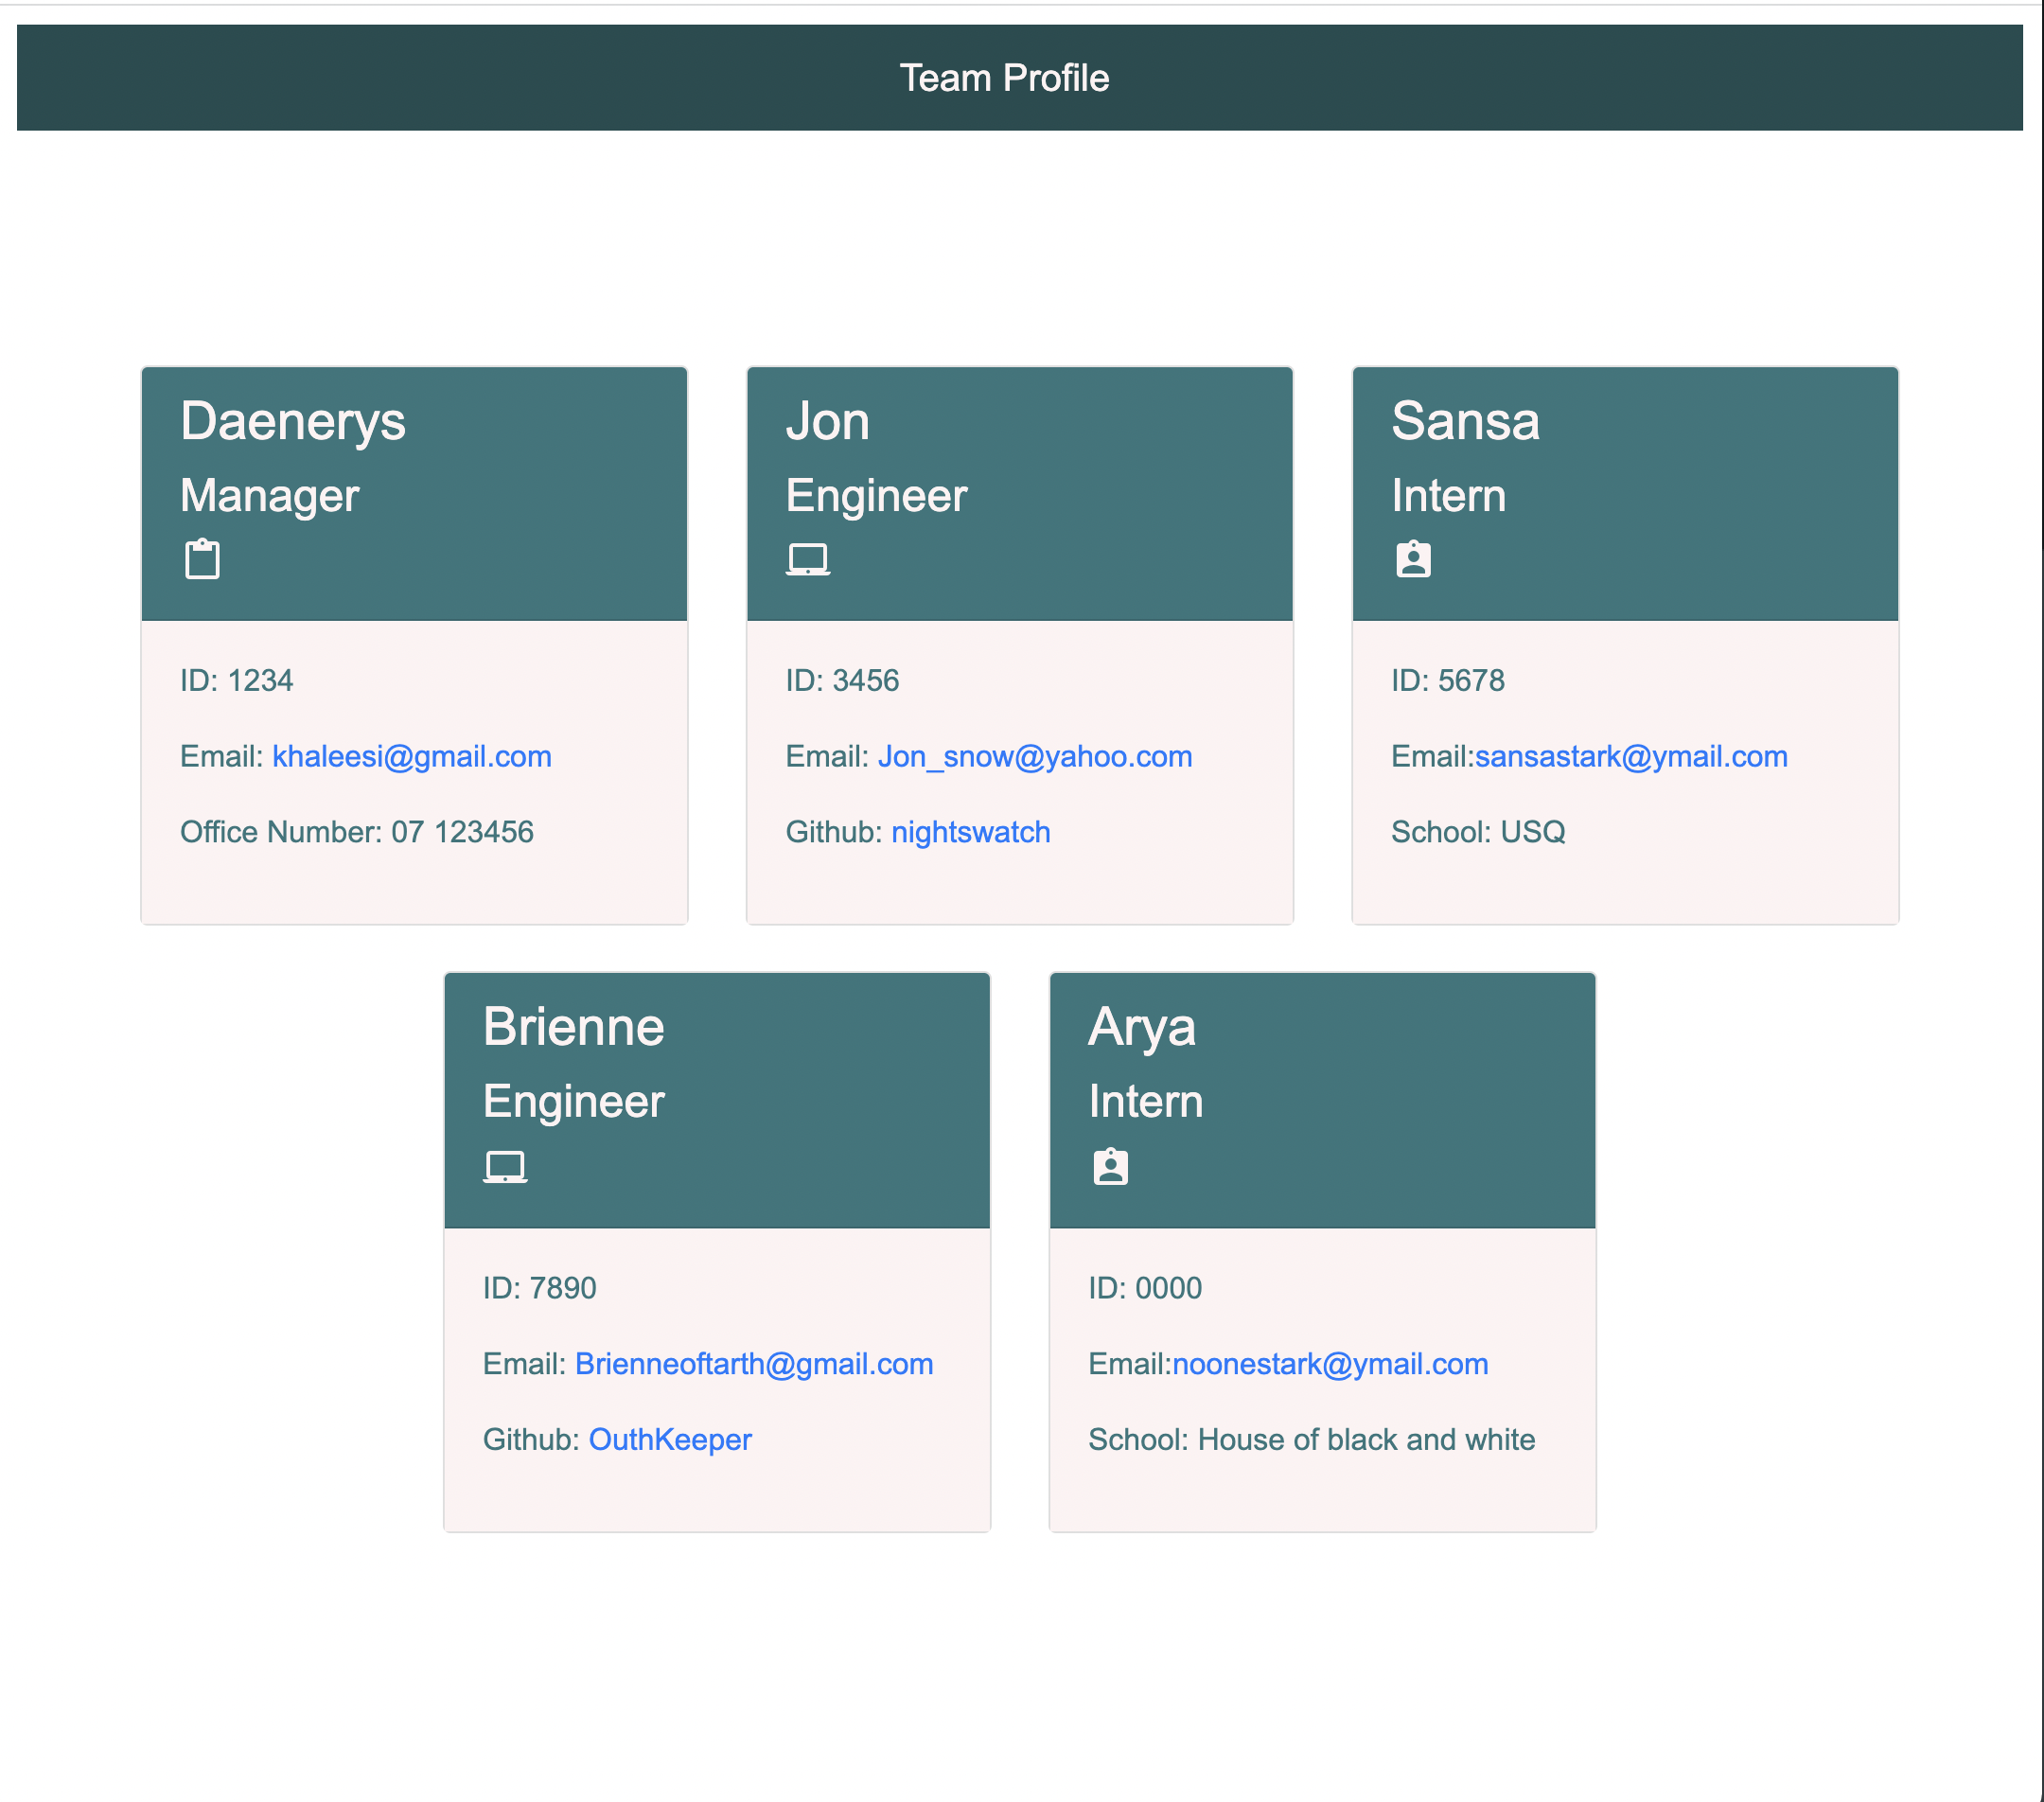 Team Profile
Daenerys
Manager
ID: 1234
Email: khaleesi@gmail.com
Office Number: 07 123456
Jon
Engineer
ID: 3456
Email: Jon_snow@yahoo.com
Github: nightswatch
Sansa
Intern
ID: 5678
Email:sansastark@ymail.com
School: USQ
Brienne
Engineer
ID: 7890
Email: Brienneoftarth@gmail.com
Github: OuthKeeper
Arya
Intern
ID: 0000
Email:noonestark@ymail.com
School: House of black and white